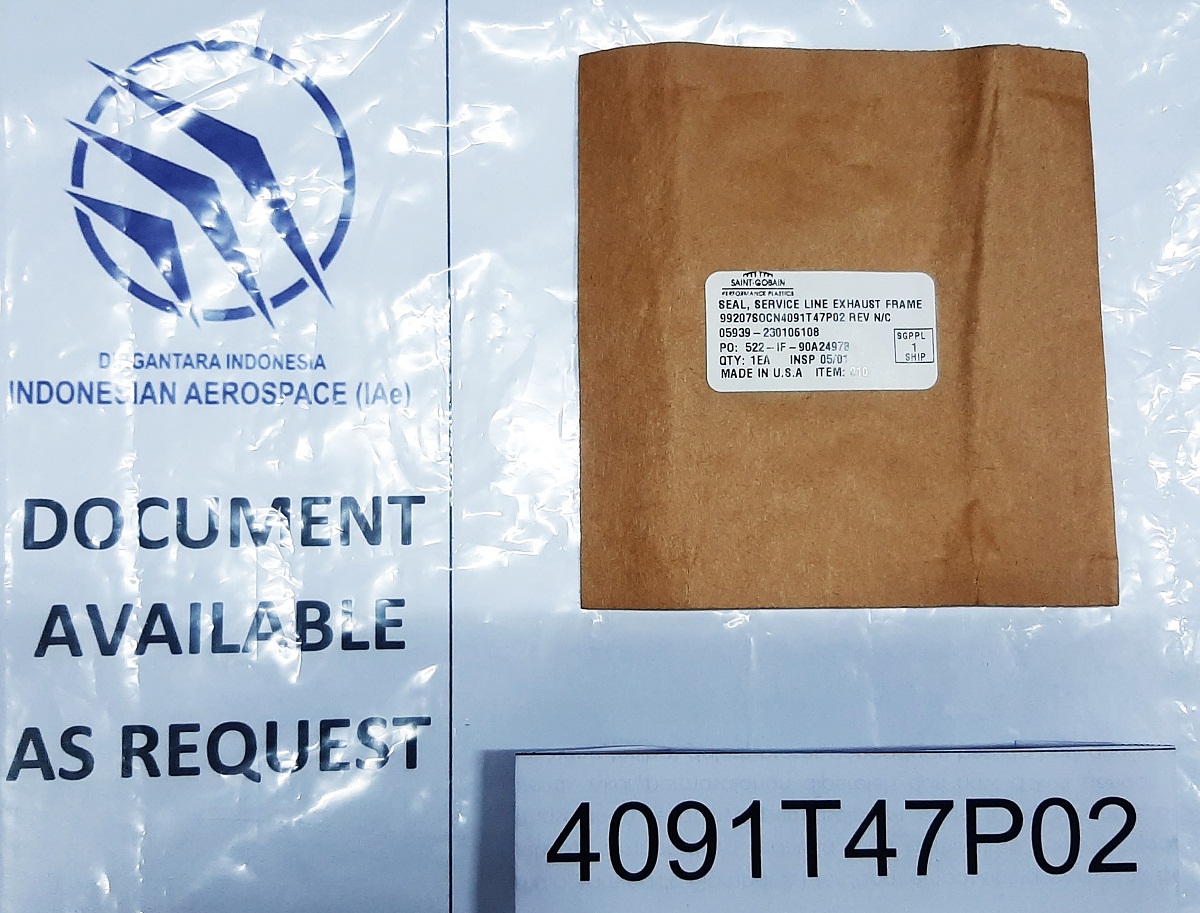 DIRGANTARA INDONESIA
INDONESIAN AEROSPACE (IAe)
DOCUMENT
AVAILABLE
AS REQUEST
SAINT-GOBAIN
PERFORMANCE PLASTICS
SEAL, SERVICE LINE EXHAUST FRAME
99207SOCN4091T47P02 REV N/C
05939-230106108
PO: 522-IF-90A24978
QTY: 1EA INSP 05/01
MADE IN U.S.A ITEM: 010
SGPPL
1
SHIP
4091T47P02